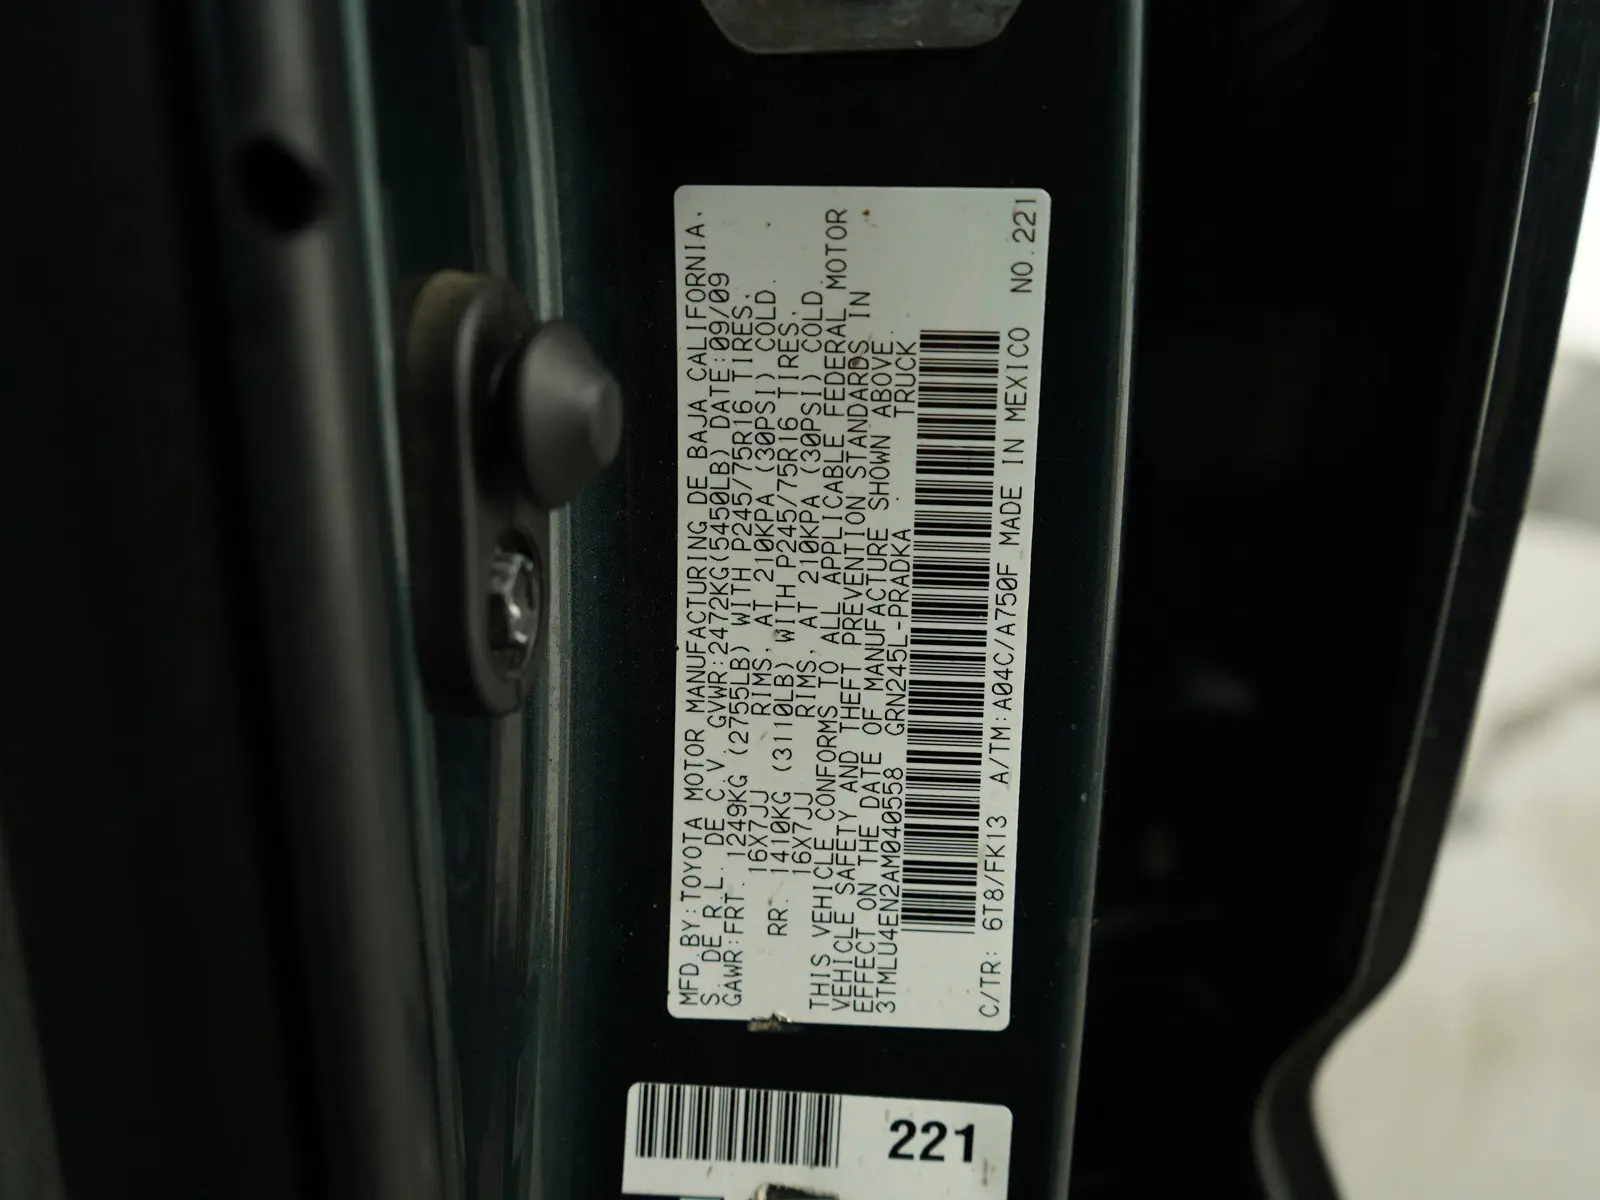 MFD.BY:TOYOTA MOTOR MANUFACTURING DE BAJA CALIFORNIA.
S. DE R.L. DE C.V. GVWR:2472KG(5450LB) DATE:09/09
GAWR:FRT. 1249KG (2755LB) WITH P245/75R16 TIRES,
16X7JJ RIMS, AT 210KPA (30PSI) COLD.
RR. 1410KG (3110LB) WITH P245/75R16 TIRES,
16X7JJ RIMS, AT 210KPA (30PSI) COLD.
THIS VEHICLE CONFORMS TO ALL APPLICABLE FEDERAL MOTOR
VEHICLE SAFETY AND THEFT PREVENTION STANDARDS IN
EFFECT ON THE DATE OF MANUFACTURE SHOWN ABOVE.
3TMLU4EN2AM040558 GRN245L-PRADKA TRUCK
C/TR: 6T8/FK13 A/TM:A04C/A750F MADE IN MEXICO NO.221
221